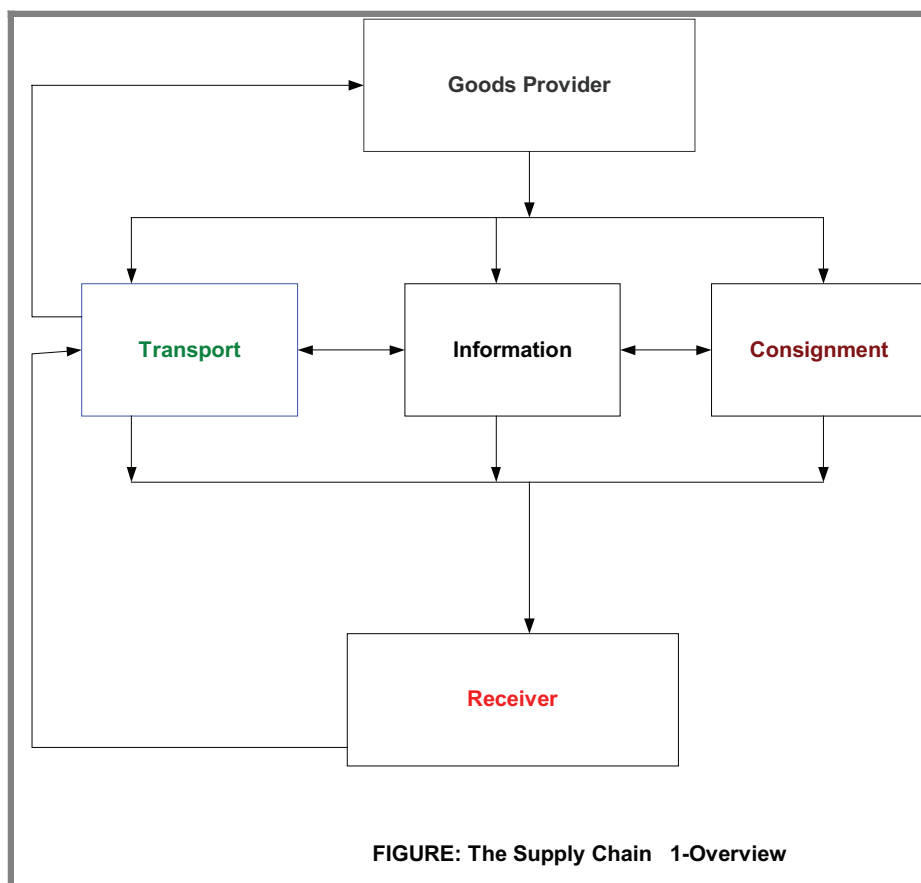 Goods Provider
Transport
Information
Consignment
Receiver
FIGURE: The Supply Chain 1-Overview